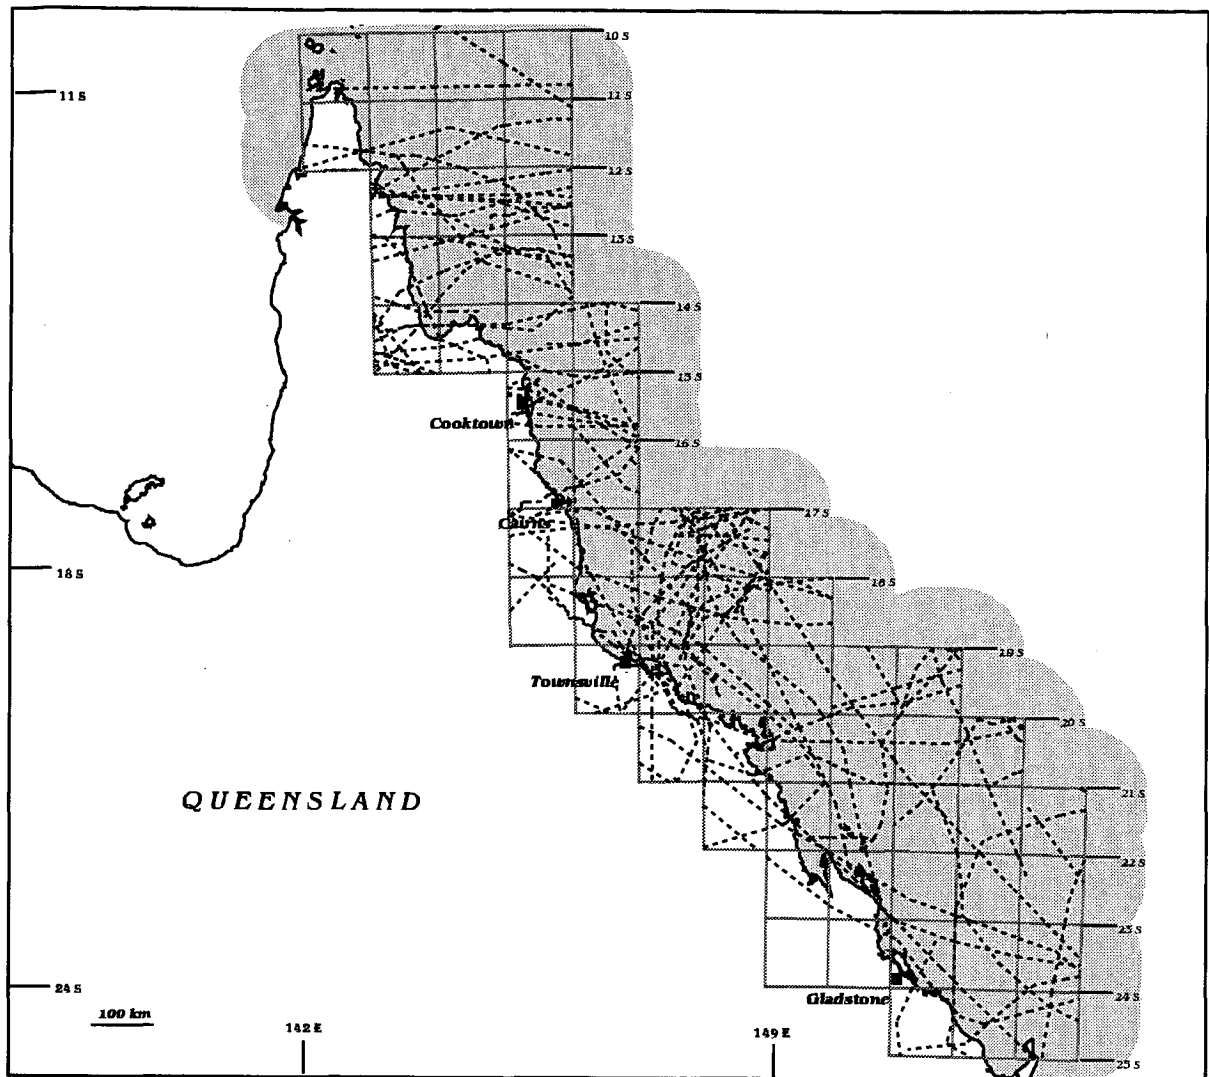 10 S
11 S
11 S
12 S
13 S
14 S
15 S
Cooktown
16 S
Cairns
17 S
18 S
18 S
19 S
Townsville
20 S
QUEENSLAND
21 S
22 S
23 S
24 S
Gladstone
24 S
100 km
142 E
149 E
25 S